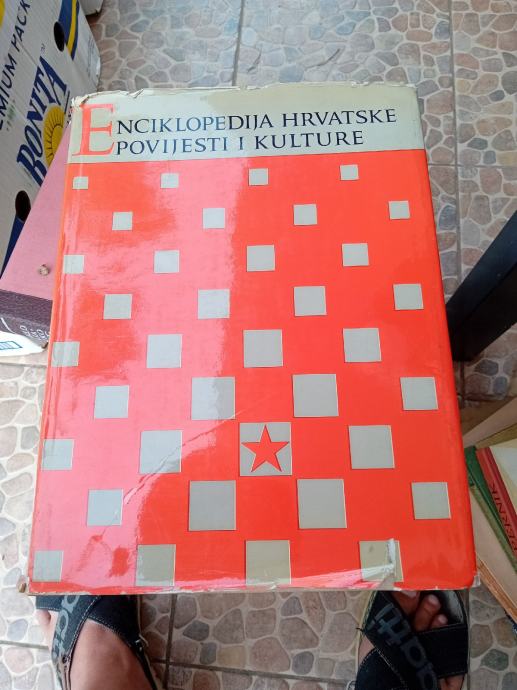 ENCIKLOPEDIJA HRVATSKE
POVIJESTI I KULTURE
BONITA